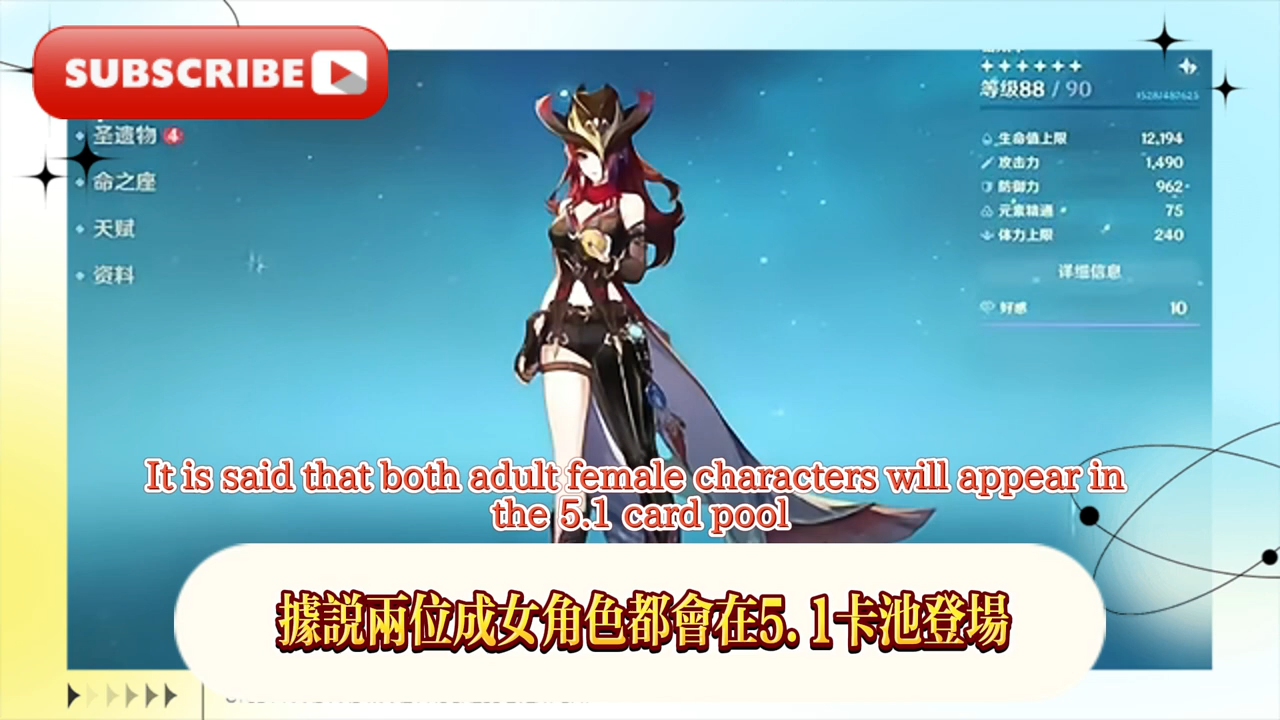 SUBSCRIBE
圣遗物 4
命之座
天赋
资料
等级88 / 90
生命值上限 12,194
攻击力 1,490
防御力 962
元素精通 75
体力上限 240
详细信息
好感 10
It is said that both adult female characters will appear in
the 5.1 card pool
據説兩位成女角色都會在5.1卡池登場